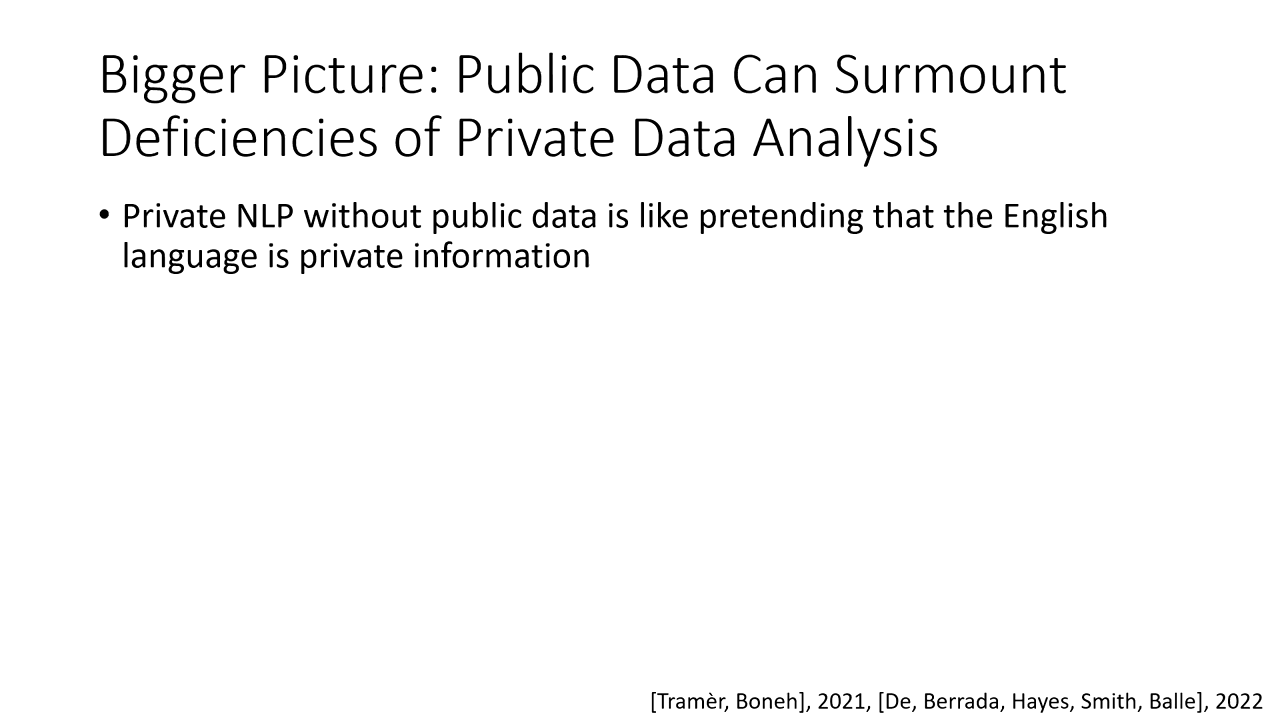 Bigger Picture: Public Data Can Surmount
Deficiencies of Private Data Analysis
• Private NLP without public data is like pretending that the English
language is private information
[Tramèr, Boneh], 2021, [De, Berrada, Hayes, Smith, Balle], 2022